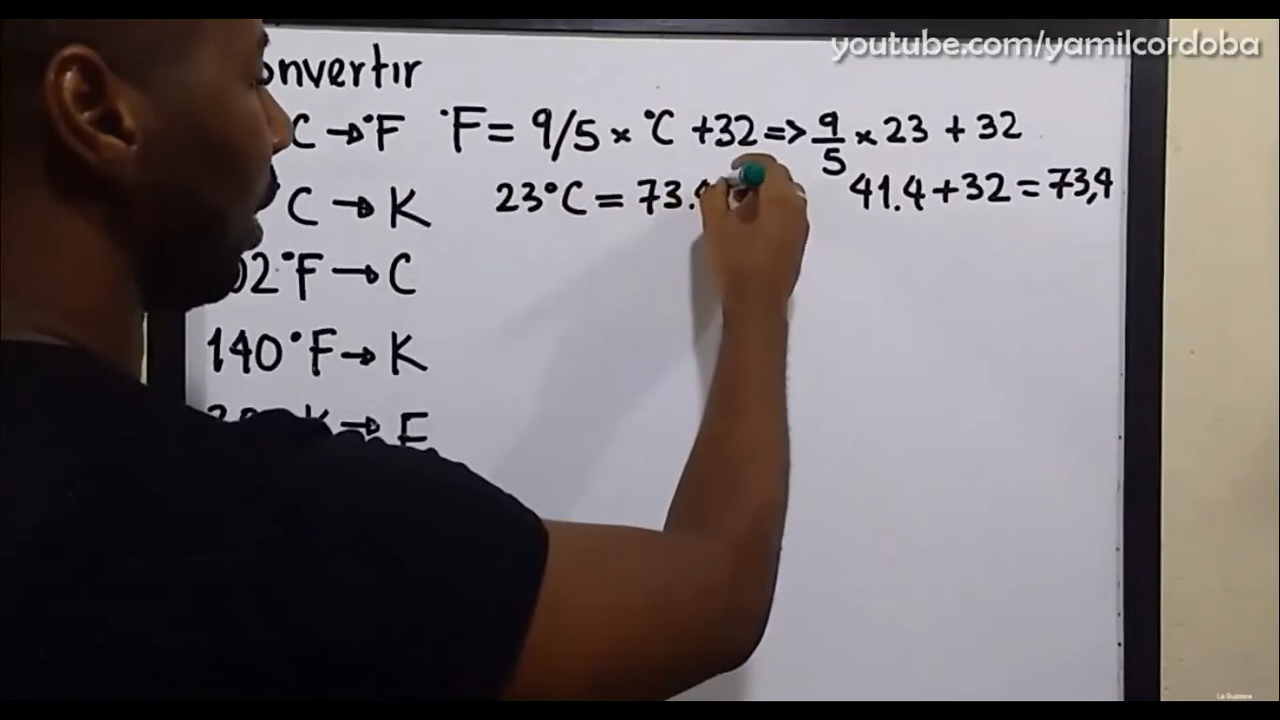 youtube.com/yamilcordoba
onvertir
C → °F °F = 9/5 × °C + 32 => 9/5 × 23 + 32
23°C = 73. 41.4 + 32 = 73,4
°C → K
02°F → C
140°F → K
K → F